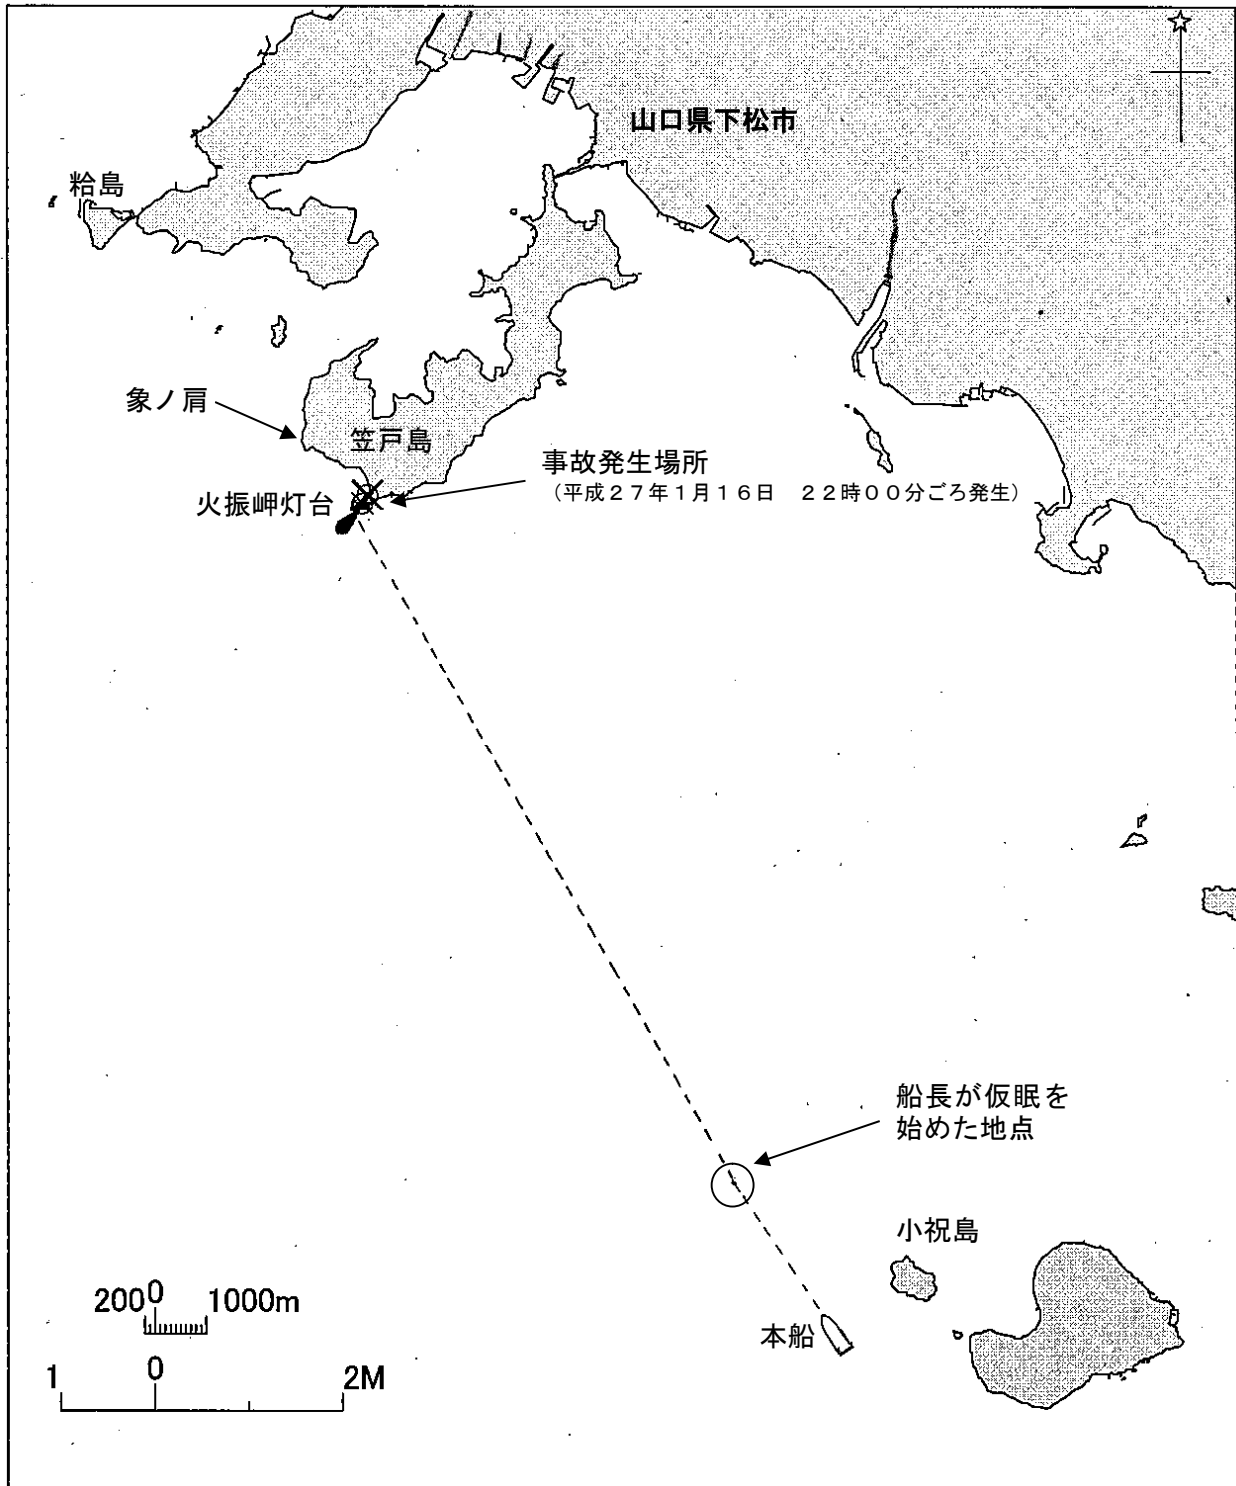 山口県下松市
粭島
象ノ肩
笠戸島
事故発生場所
（平成２７年１月１６日　２２時００分ごろ発生）
火振岬灯台
船長が仮眠を
始めた地点
小祝島
本船
200 0 1000m
1 0 2M